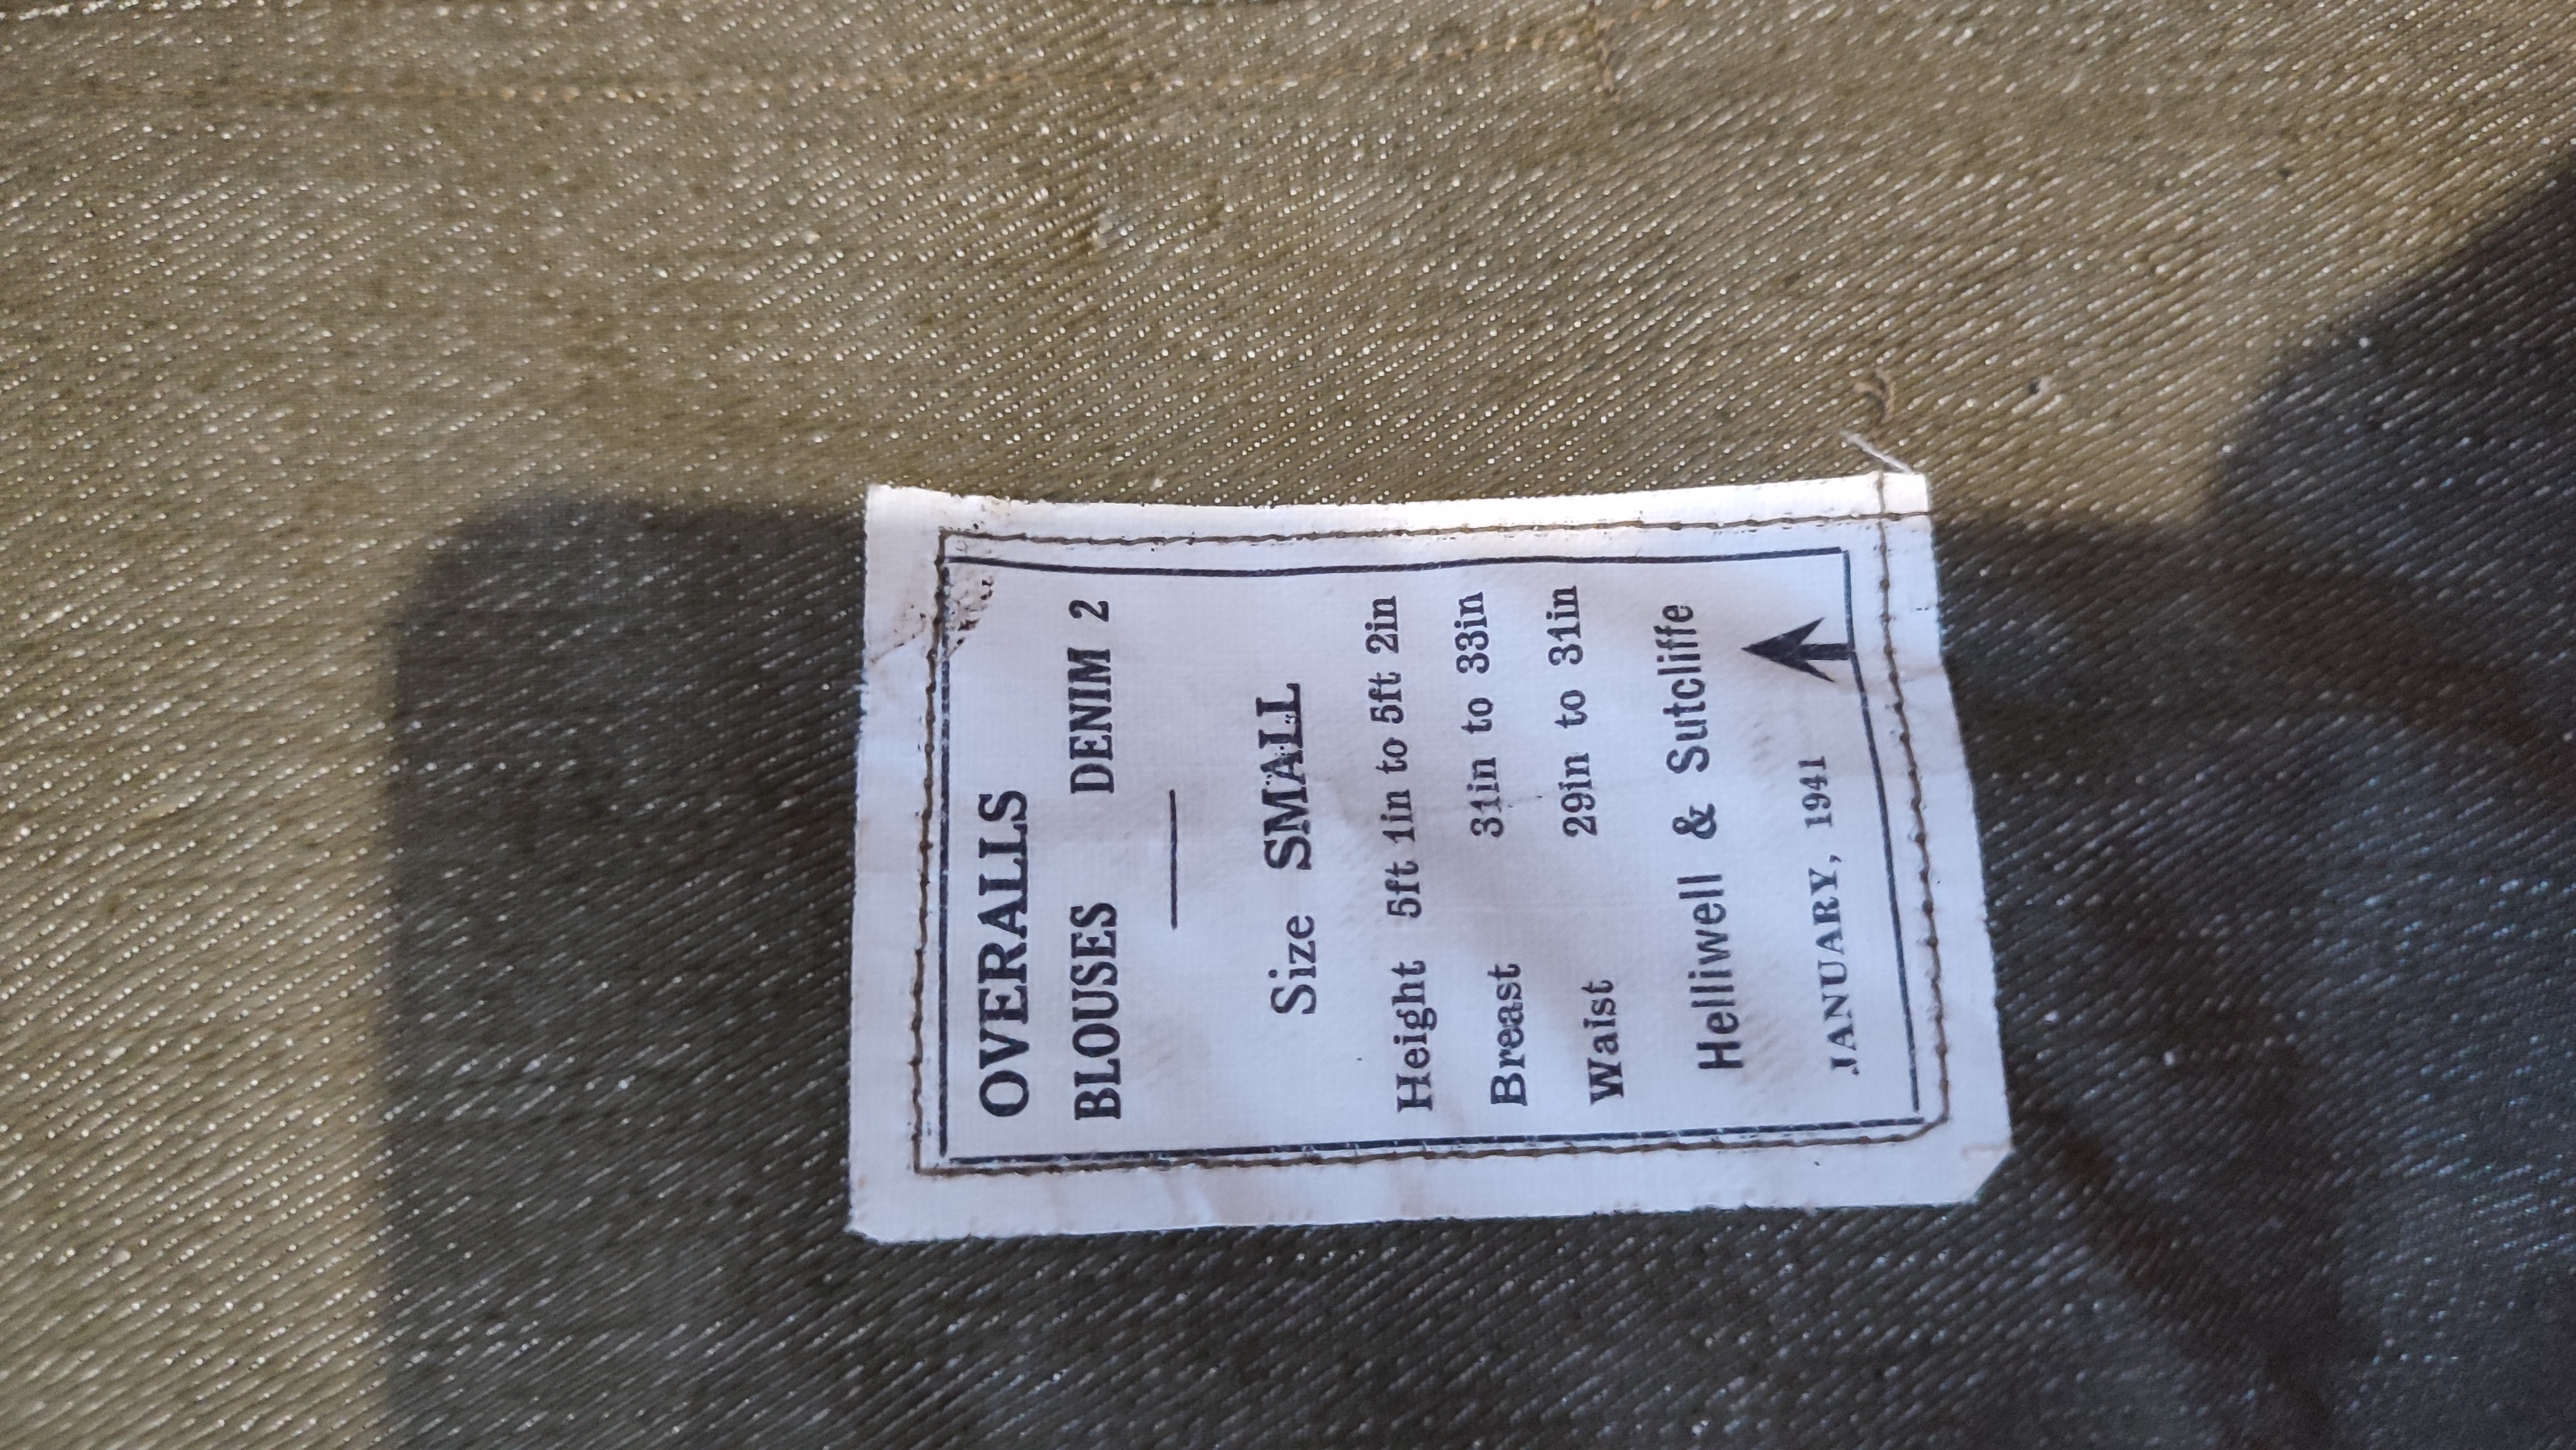 OVERALLS
BLOUSES DENIM 2
Size SMALL
Height 5ft 1in to 5ft 2in
Breast 31in to 33in
Waist 29in to 31in
Helliwell & Sutcliffe
JANUARY, 1941